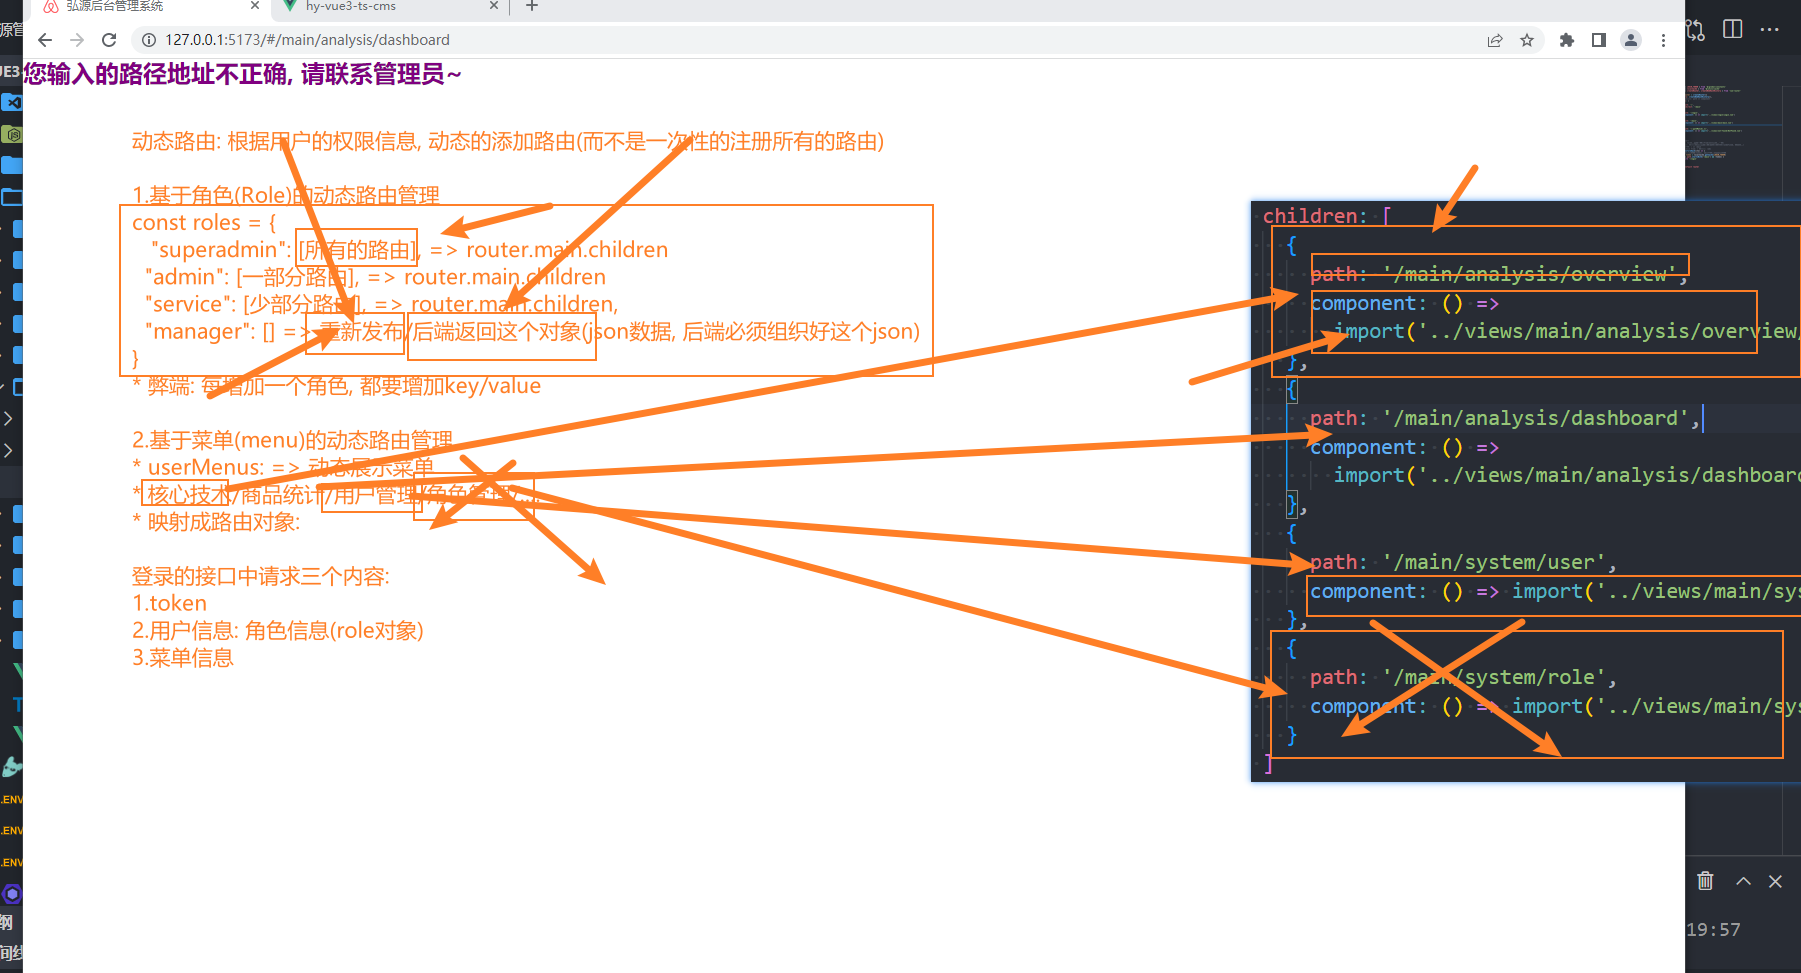 弘源后台管理系统
hy-vue3-ts-cms
127.0.0.1:5173/#/main/analysis/dashboard
您输入的路径地址不正确, 请联系管理员~
动态路由: 根据用户的权限信息, 动态的添加路由(而不是一次性的注册所有的路由)
1.基于角色(Role)的动态路由管理
const roles = {
"superadmin": [所有的路由], => router.main.children
"admin": [一部分路由], => router.main.children
"service": [少部分路由], => router.main.children,
"manager": [] => 重新发布/后端返回这个对象(json数据, 后端必须组织好这个json)
}
* 弊端: 每增加一个角色, 都要增加key/value
2.基于菜单(menu)的动态路由管理
* userMenus: => 动态展示菜单
* 核心技术/商品统计/用户管理/角色管理/....
* 映射成路由对象:
登录的接口中请求三个内容:
1.token
2.用户信息: 角色信息(role对象)
3.菜单信息
children: [
{
path: '/main/analysis/overview',
component: () =>
import('../views/main/analysis/overview/
},
{
path: '/main/analysis/dashboard',
component: () =>
import('../views/main/analysis/dashboard
},
{
path: '/main/system/user',
component: () => import('../views/main/sys
},
{
path: '/main/system/role',
component: () => import('../views/main/sys
}
]
.ENV
.ENV
.ENV
19:57